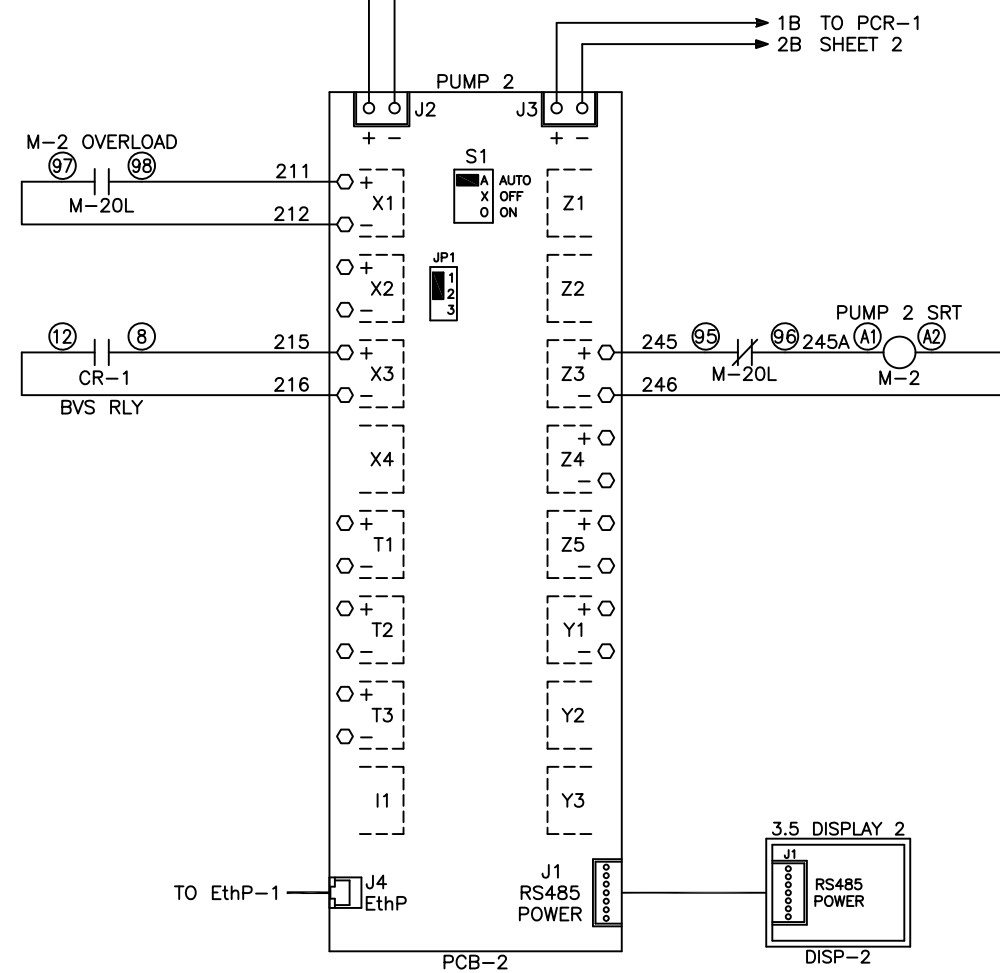 1B TO PCR-1
2B SHEET 2
PUMP 2
J2
J3
+ −
+ −
M-2 OVERLOAD
97
98
M-2OL
211
212
+
X1
−
S1
A AUTO
X OFF
O ON
Z1
+
X2
−
JP1
1
2
3
Z2
12
8
CR-1
BVS RLY
215
216
+
X3
−
+
Z3
−
245
246
95
96
M-2OL
245A
PUMP 2 SRT
A1
A2
M-2
X4
+
Z4
−
+
T1
−
+
Z5
−
+
T2
−
+
Y1
−
+
T3
−
Y2
I1
Y3
TO EthP-1
J4
EthP
J1
RS485
POWER
3.5 DISPLAY 2
J1
RS485
POWER
DISP-2
PCB-2